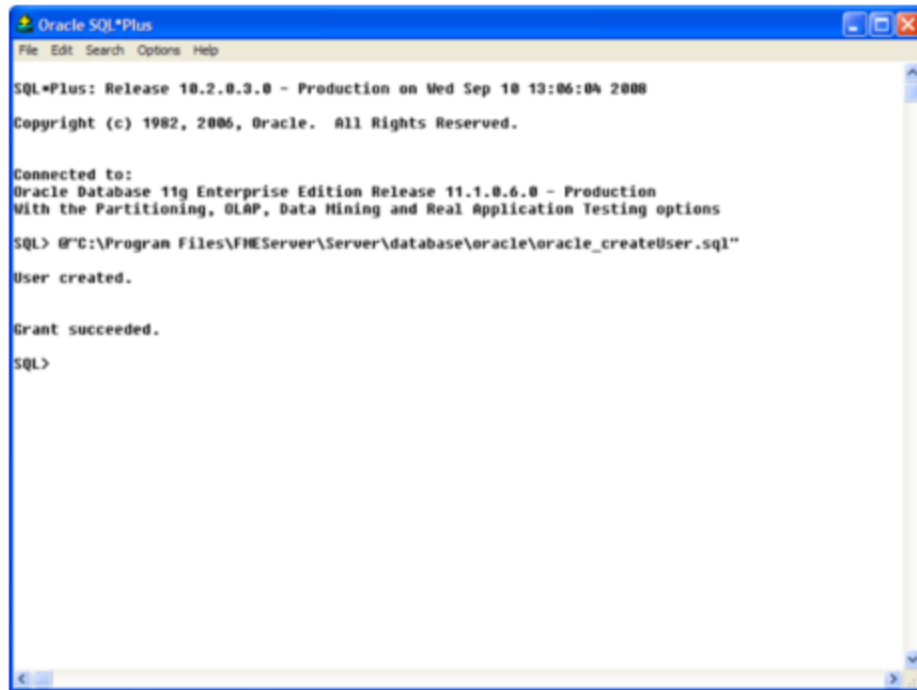 Oracle SQL*Plus
File Edit Search Options Help
SQL*Plus: Release 10.2.0.3.0 - Production on Wed Sep 10 13:06:04 2008
Copyright (c) 1982, 2006, Oracle.  All Rights Reserved.
Connected to:
Oracle Database 11g Enterprise Edition Release 11.1.0.6.0 - Production
With the Partitioning, OLAP, Data Mining and Real Application Testing options
SQL> @"C:\Program Files\FMEServer\Server\database\oracle\oracle_createUser.sql"
User created.
Grant succeeded.
SQL>